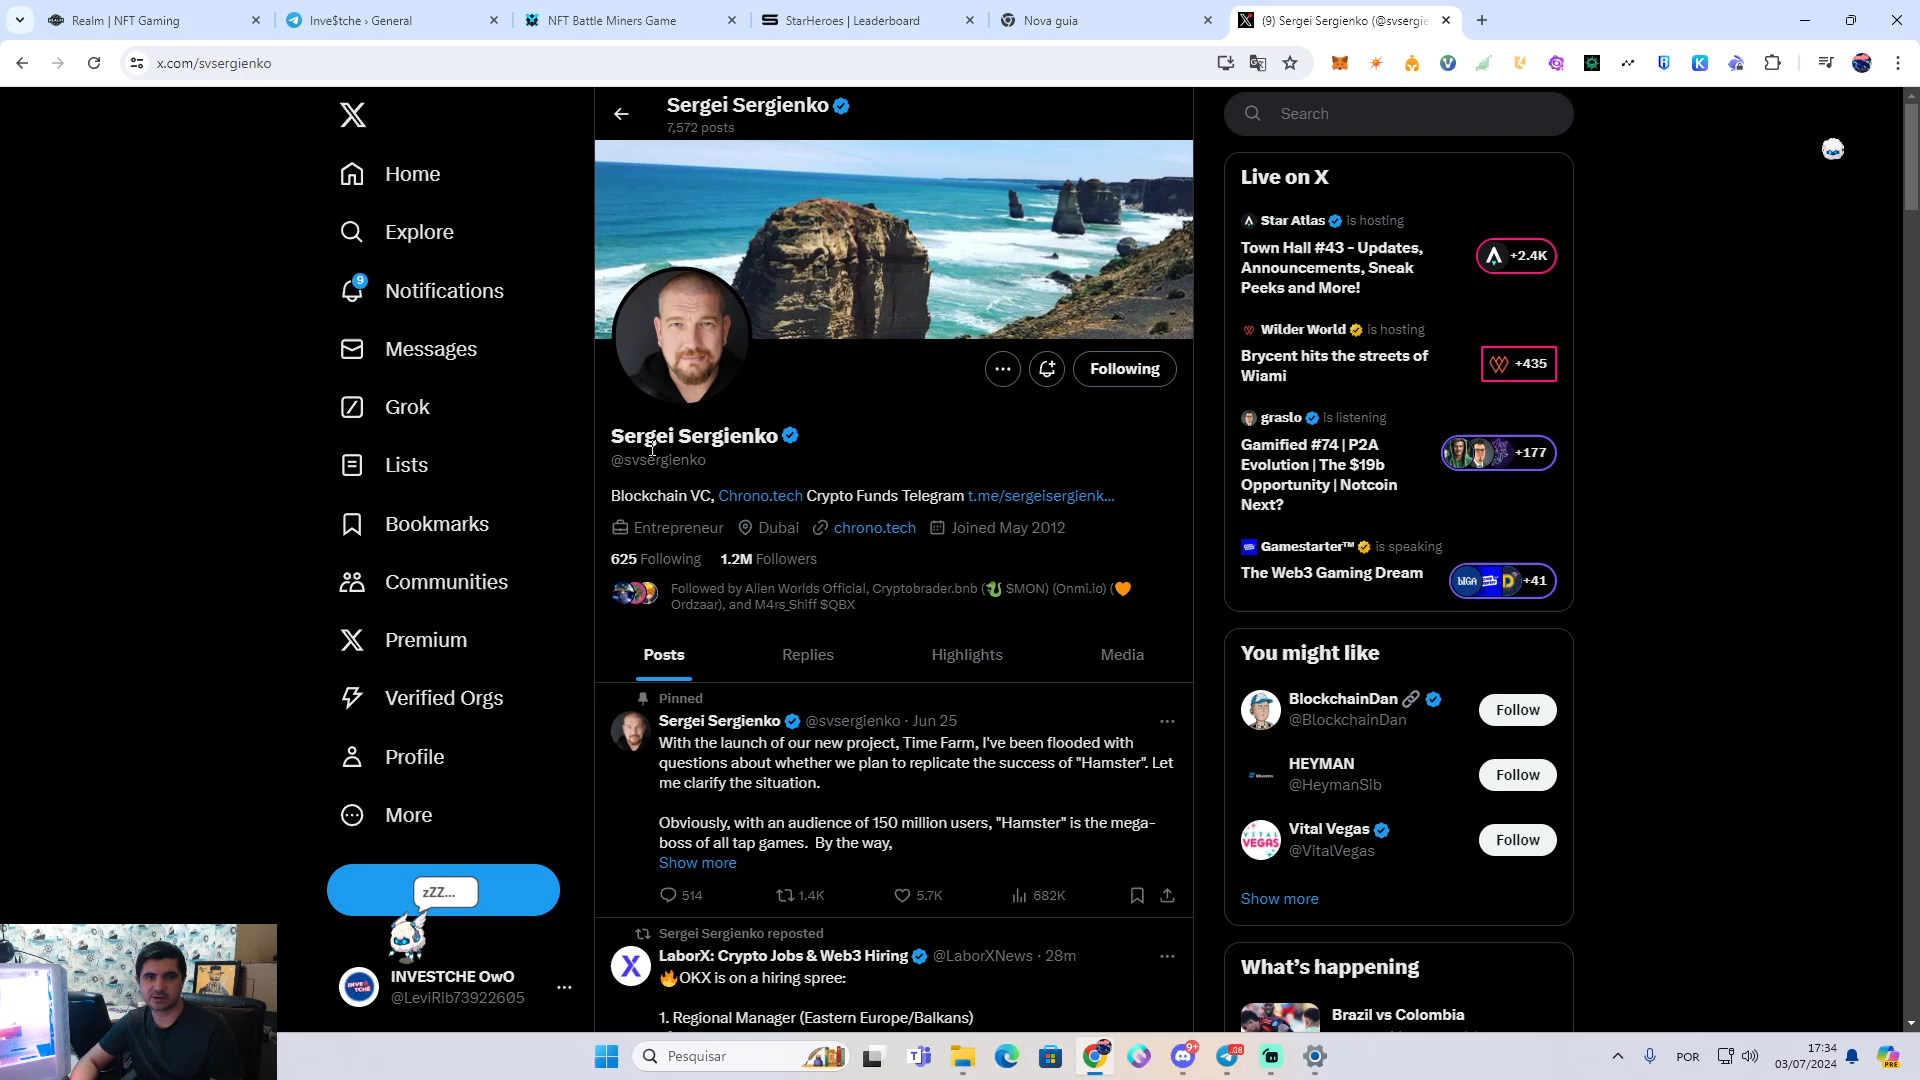 Realm | NFT Gaming
Inve$tche › General
NFT Battle Miners Game
StarHeroes | Leaderboard
Nova guia
(9) Sergei Sergienko (@svsergie
x.com/svsergienko
Sergei Sergienko
7,572 posts
Search
Home
Explore
9
Notifications
Messages
Grok
Lists
Bookmarks
Communities
Premium
Verified Orgs
Profile
More
zZZ...
INVESTCHE OwO
@LeviRib73922605
Following
Sergei Sergienko
@svsergienko
Blockchain VC, Chrono.tech Crypto Funds Telegram t.me/sergeisergienk...
Entrepreneur Dubai chrono.tech Joined May 2012
625 Following 1.2M Followers
Followed by Alien Worlds Official, Cryptobrader.bnb (🐉 $MON) (Onmi.io) (🧡
Ordzaar), and M4rs_Shiff $QBX
Posts
Replies
Highlights
Media
Pinned
Sergei Sergienko @svsergienko · Jun 25
With the launch of our new project, Time Farm, I've been flooded with
questions about whether we plan to replicate the success of "Hamster". Let
me clarify the situation.
Obviously, with an audience of 150 million users, "Hamster" is the mega-
boss of all tap games. By the way,
Show more
514
1.4K
5.7K
682K
Sergei Sergienko reposted
LaborX: Crypto Jobs & Web3 Hiring @LaborXNews · 28m
🔥OKX is on a hiring spree:
1. Regional Manager (Eastern Europe/Balkans)
Live on X
Star Atlas is hosting
Town Hall #43 - Updates,
Announcements, Sneak
Peeks and More!
+2.4K
Wilder World is hosting
Brycent hits the streets of
Wiami
+435
graslo is listening
Gamified #74 | P2A
Evolution | The $19b
Opportunity | Notcoin
Next?
+177
Gamestarter™ is speaking
The Web3 Gaming Dream
bIGA
+41
You might like
BlockchainDan
@BlockchainDan
Follow
HEYMAN
@HeymanSib
Follow
VITAL
VEGAS
Vital Vegas
@VitalVegas
Follow
Show more
What's happening
Brazil vs Colombia
Pesquisar
9+
POR
17:34
03/07/2024
PRE